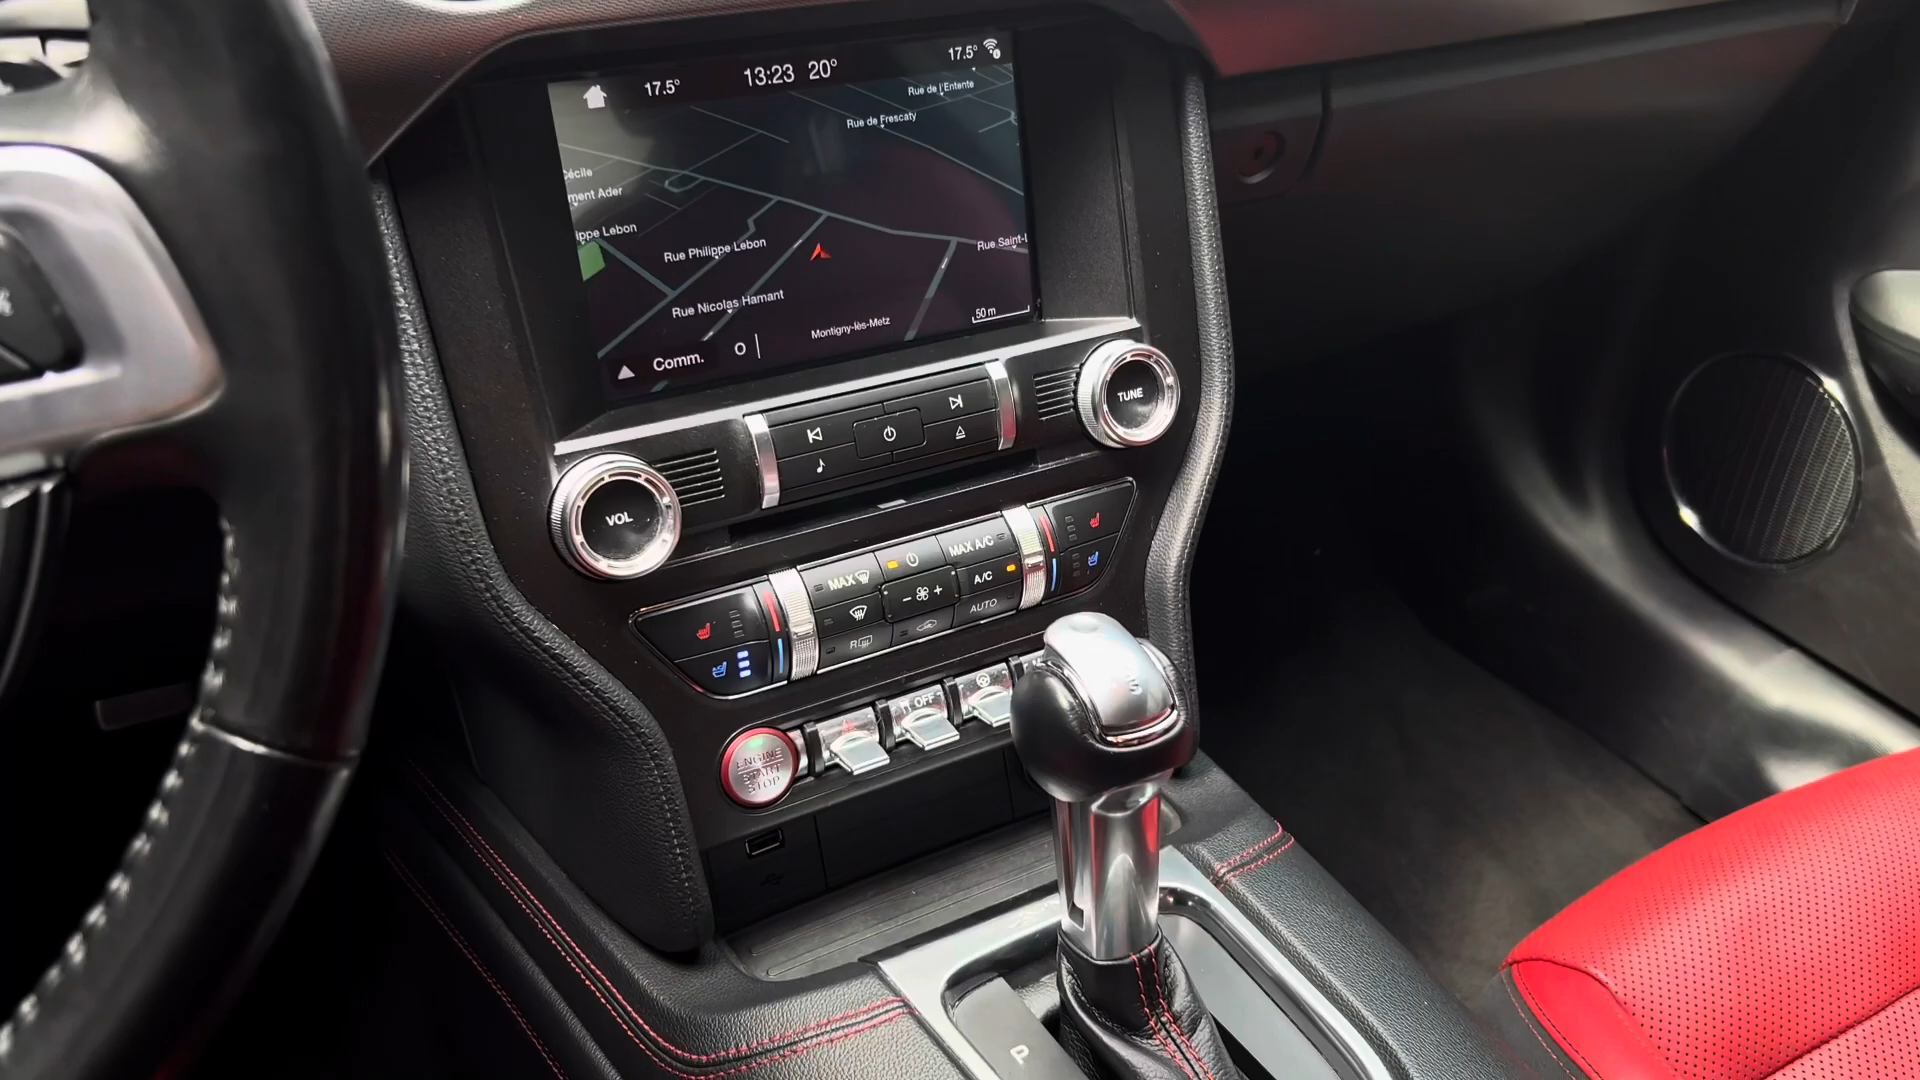 17.5° 13:23 20° 17.5°
Rue de l'Entente
Rue de Frescaty
Cécile
ment Ader
ippe Lebon
Rue Philippe Lebon
Rue Saint-L
Rue Nicolas Hamant
Montigny-lès-Metz
50 m
Comm.
TUNE
VOL
MAX
MAX A/C
A/C
- +
AUTO
R
OFF
ENGINE
START
STOP
P